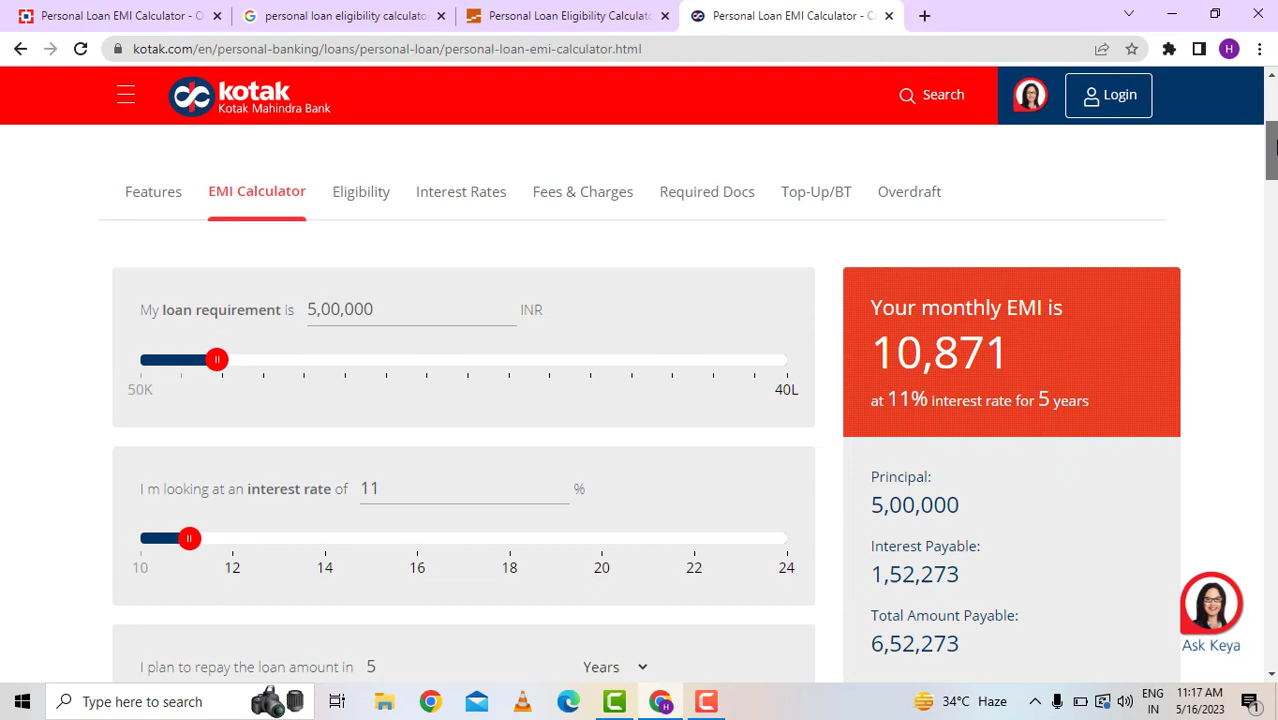 Personal Loan EMI Calculator - C
personal loan eligibility calculator
Personal Loan Eligibility Calculat
Personal Loan EMI Calculator - Ca
kotak.com/en/personal-banking/loans/personal-loan/personal-loan-emi-calculator.html
H
kotak
Kotak Mahindra Bank
Search
Login
Features
EMI Calculator
Eligibility
Interest Rates
Fees & Charges
Required Docs
Top-Up/BT
Overdraft
My loan requirement is 5,00,000 INR
50K
40L
I m looking at an interest rate of 11 %
10 12 14 16 18 20 22 24
I plan to repay the loan amount in 5 Years
Your monthly EMI is
10,871
at 11% interest rate for 5 years
Principal:
5,00,000
Interest Payable:
1,52,273
Total Amount Payable:
6,52,273
Ask Keya
Type here to search
34°C Haze
ENG
IN
11:17 AM
5/16/2023